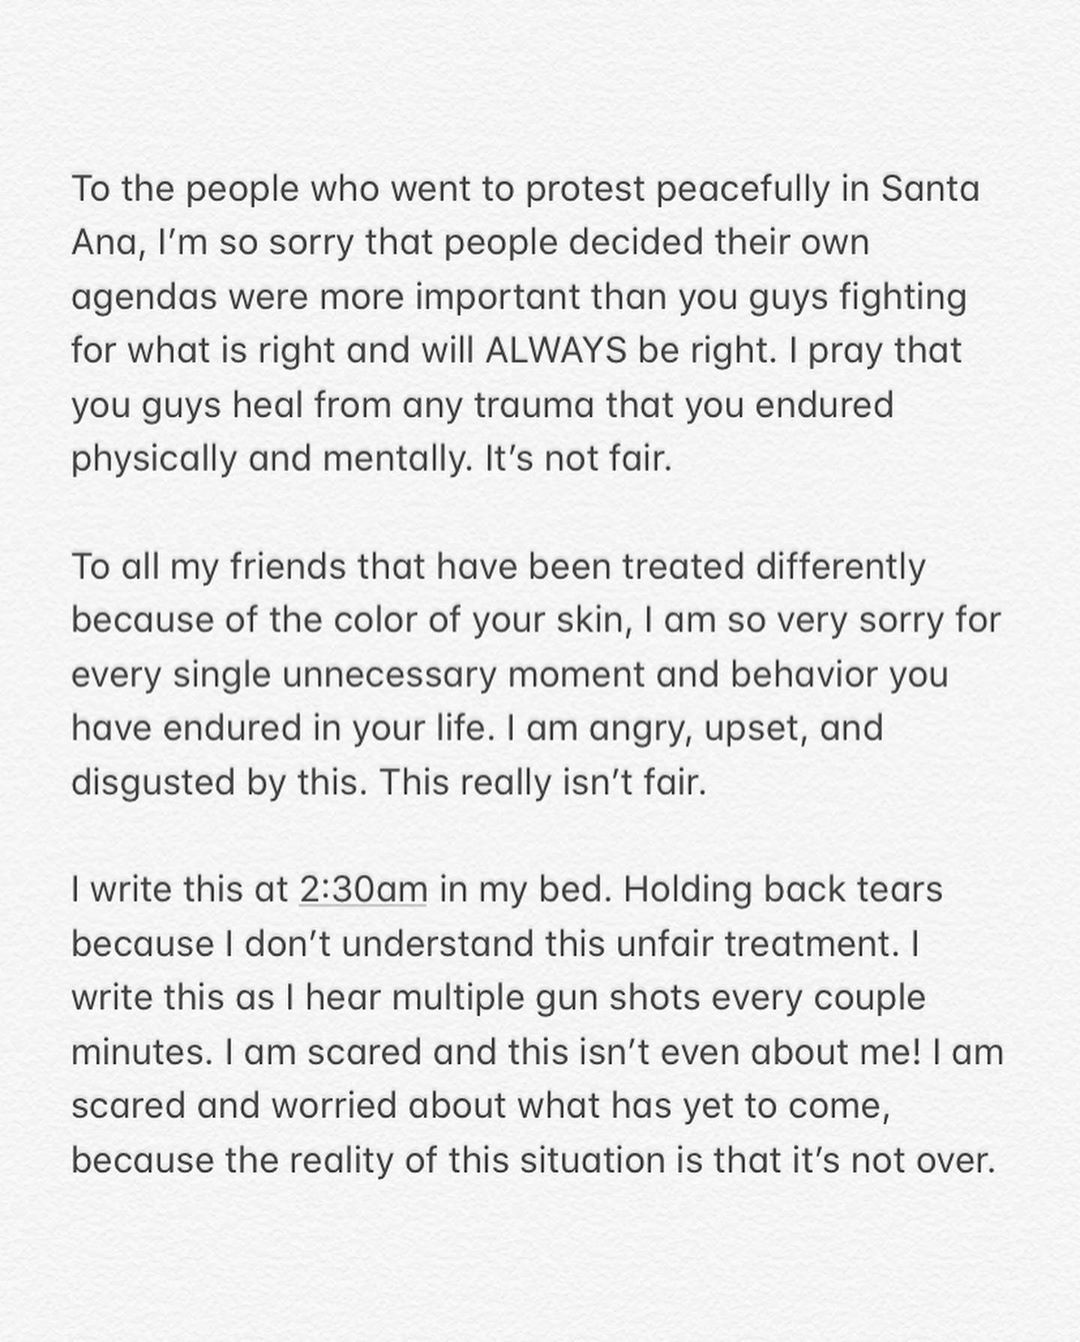 To the people who went to protest peacefully in Santa
Ana, I’m so sorry that people decided their own
agendas were more important than you guys fighting
for what is right and will ALWAYS be right. I pray that
you guys heal from any trauma that you endured
physically and mentally. It’s not fair.
To all my friends that have been treated differently
because of the color of your skin, I am so very sorry for
every single unnecessary moment and behavior you
have endured in your life. I am angry, upset, and
disgusted by this. This really isn’t fair.
I write this at 2:30am in my bed. Holding back tears
because I don’t understand this unfair treatment. I
write this as I hear multiple gun shots every couple
minutes. I am scared and this isn’t even about me! I am
scared and worried about what has yet to come,
because the reality of this situation is that it’s not over.